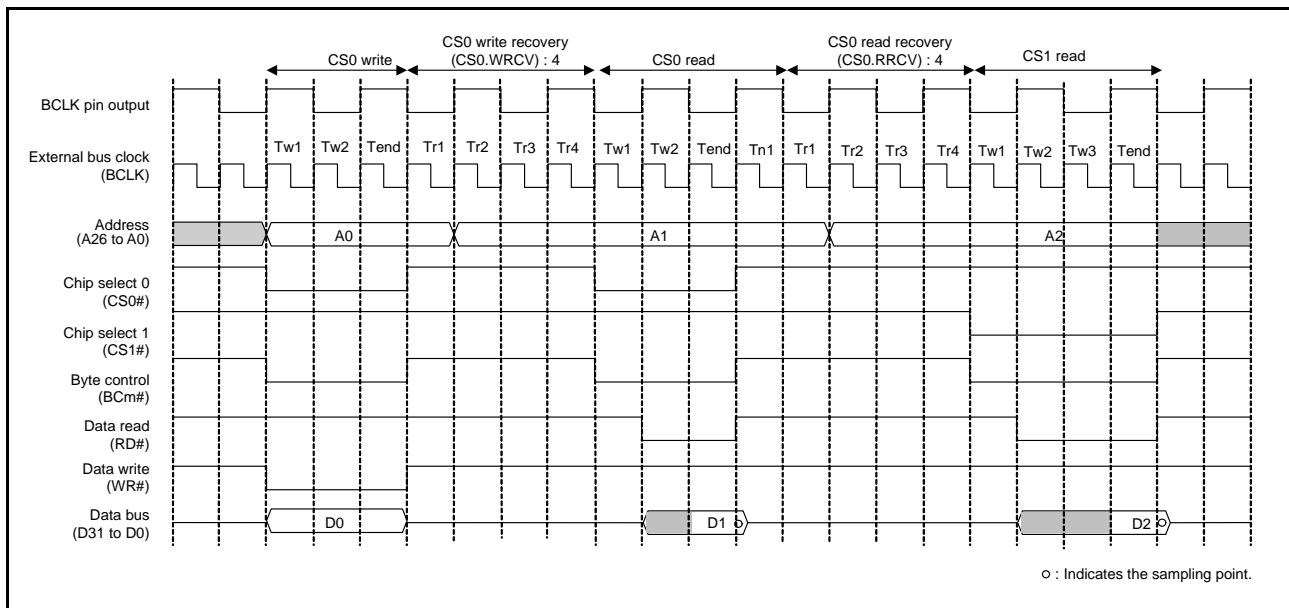 CS0 write
CS0 write recovery
(CS0.WRCV) : 4
CS0 read
CS0 read recovery
(CS0.RRCV) : 4
CS1 read
BCLK pin output
External bus clock
(BCLK)
Tw1 Tw2 Tend Tr1 Tr2 Tr3 Tr4 Tw1 Tw2 Tend Tn1 Tr1 Tr2 Tr3 Tr4 Tw1 Tw2 Tw3 Tend
Address
(A26 to A0)
A0 A1 A2
Chip select 0
(CS0#)
Chip select 1
(CS1#)
Byte control
(BCm#)
Data read
(RD#)
Data write
(WR#)
Data bus
(D31 to D0)
D0 D1 D2
: Indicates the sampling point.